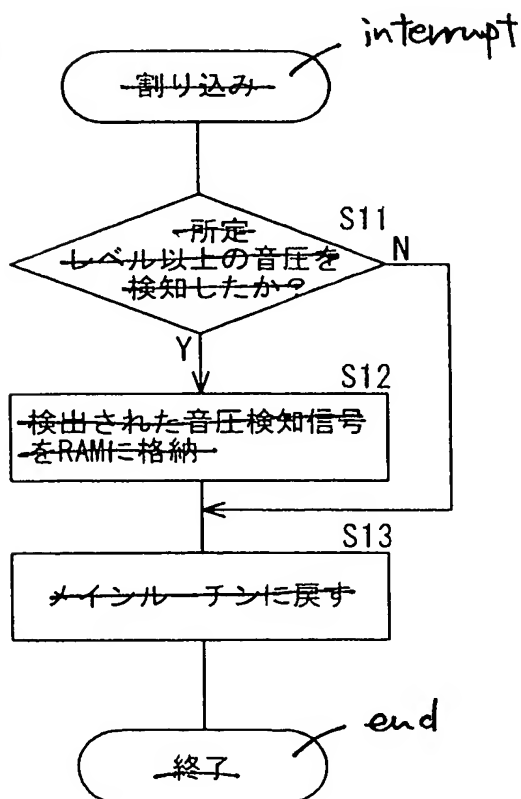 interrupt
割り込み
S11
所定
レベル以上の音圧を
検知したか?
N
Y
S12
検出された音圧検知信号
をRAMに格納
S13
メインルーチンに戻す
end
終了